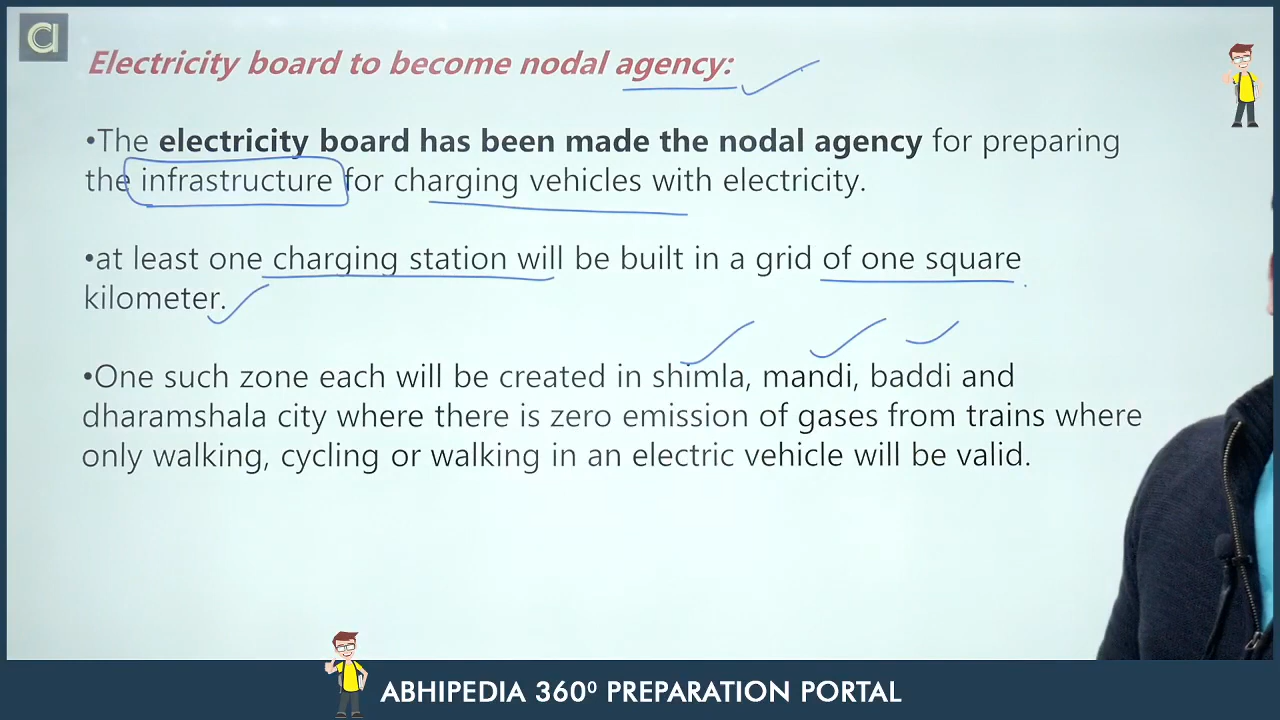 Electricity board to become nodal agency:
•The electricity board has been made the nodal agency for preparing
the infrastructure for charging vehicles with electricity.
•at least one charging station will be built in a grid of one square
kilometer.
•One such zone each will be created in shimla, mandi, baddi and
dharamshala city where there is zero emission of gases from trains where
only walking, cycling or walking in an electric vehicle will be valid.
ABHIPEDIA 360⁰ PREPARATION PORTAL